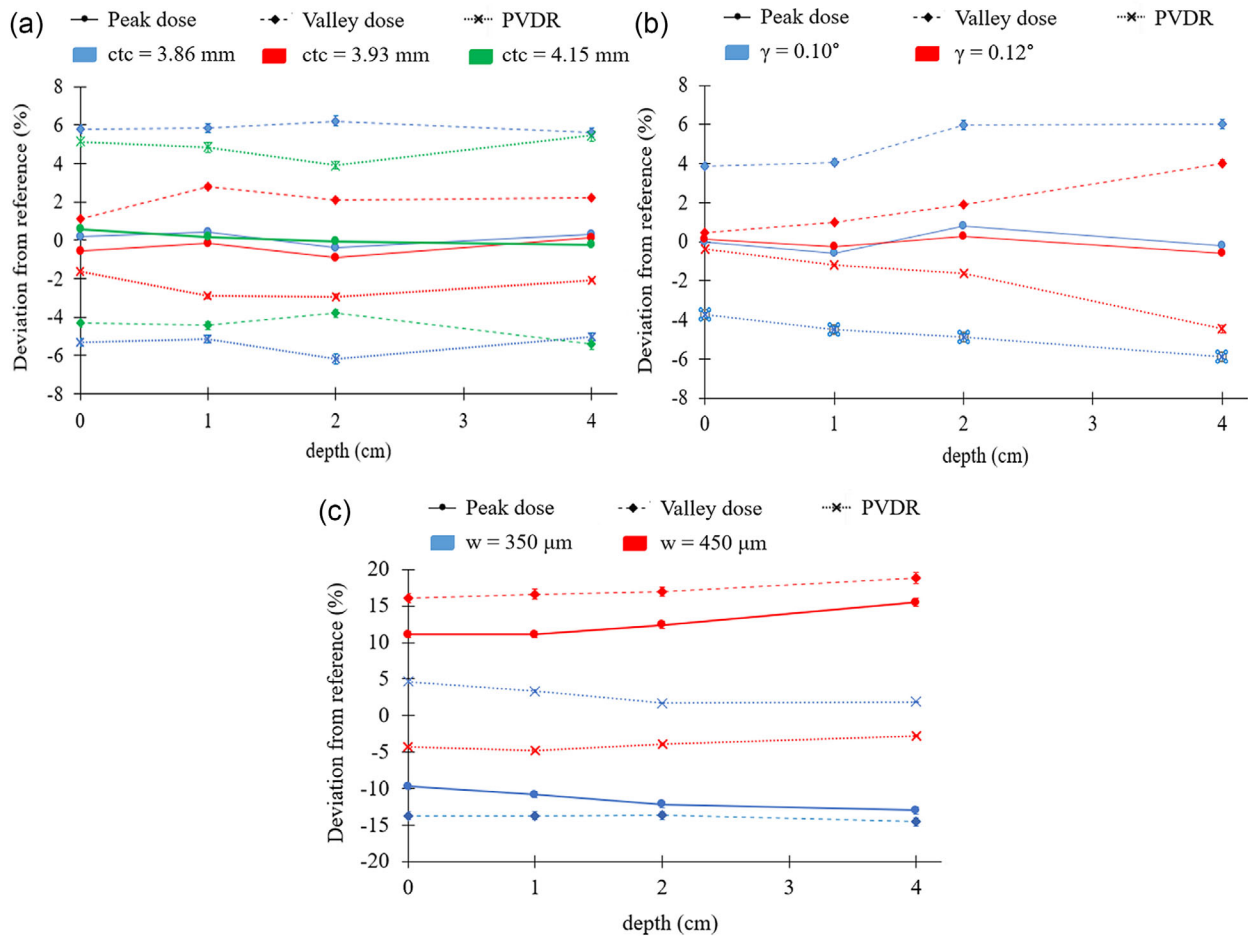 (a)
Peak dose Valley dose PVDR
ctc = 3.86 mm ctc = 3.93 mm ctc = 4.15 mm
Deviation from reference (%)
8
6
4
2
0
-2
-4
-6
-8
0 1 2 3 4
depth (cm)
(b)
Peak dose Valley dose PVDR
γ = 0.10° γ = 0.12°
Deviation from reference (%)
8
6
4
2
0
-2
-4
-6
-8
0 1 2 3 4
depth (cm)
(c)
Peak dose Valley dose PVDR
w = 350 μm w = 450 μm
Deviation from reference (%)
20
15
10
5
0
-5
-10
-15
-20
0 1 2 3 4
depth (cm)